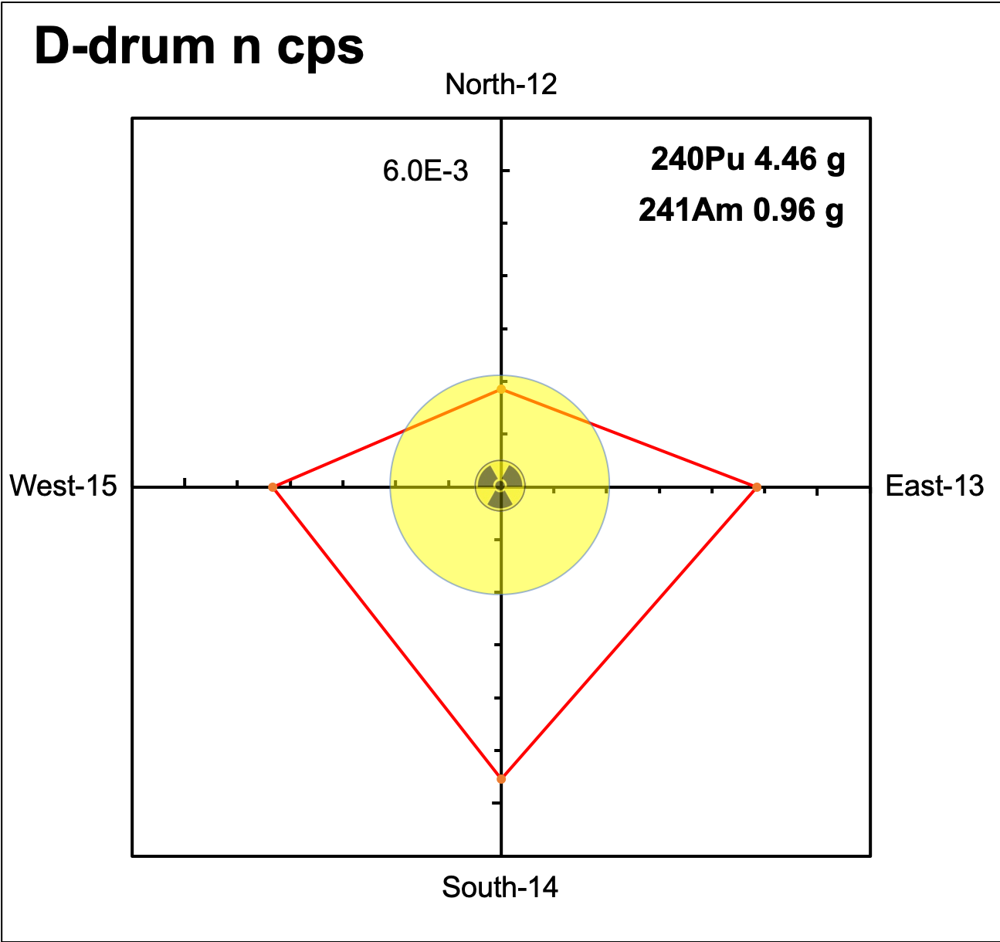 D-drum n cps
North-12
6.0E-3
240Pu 4.46 g
241Am 0.96 g
West-15
East-13
South-14